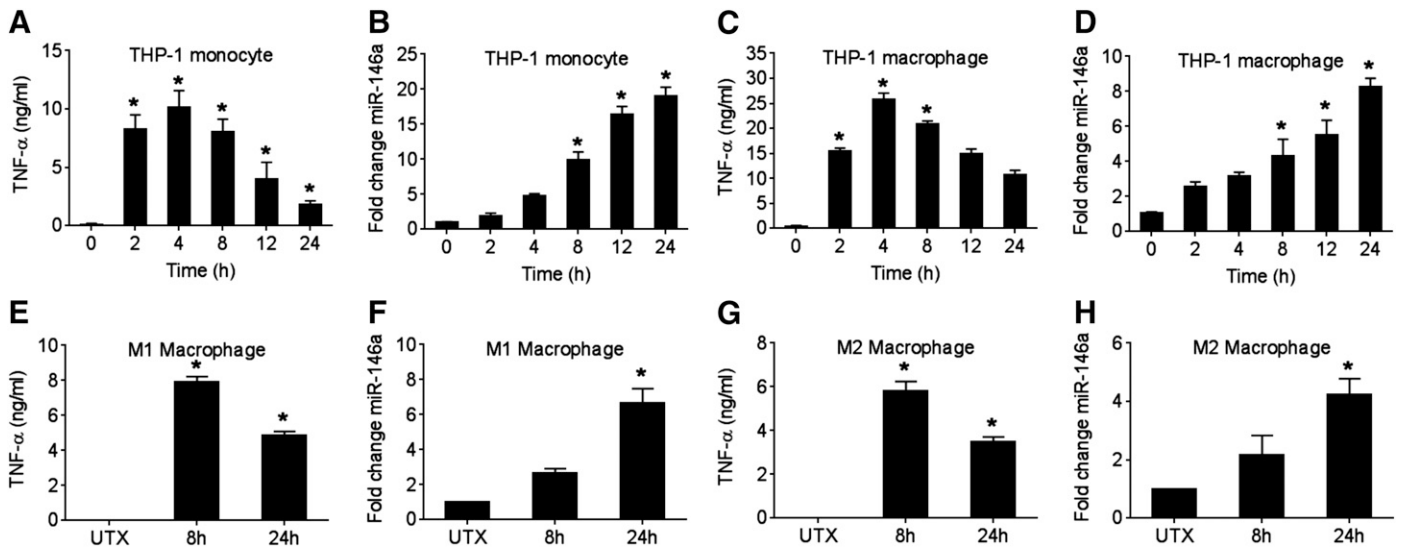 A
THP-1 monocyte
TNF-α (ng/ml)
15
10
5
0
* * * * *
0 2 4 8 12 24
Time (h)
B
THP-1 monocyte
Fold change miR-146a
25
20
15
10
5
0
* * *
0 2 4 8 12 24
Time (h)
C
THP-1 macrophage
TNF-α (ng/ml)
35
30
25
20
15
10
5
0
* * *
0 2 4 8 12 24
Time (h)
D
THP-1 macrophage
Fold change miR-146a
10
8
6
4
2
0
* * *
0 2 4 8 12 24
Time (h)
E
M1 Macrophage
TNF-α (ng/ml)
10
8
6
4
2
0
* *
UTX 8h 24h
F
M1 Macrophage
Fold change miR-146a
10
8
6
4
2
0
*
UTX 8h 24h
G
M2 Macrophage
TNF-α (ng/ml)
8
6
4
2
0
* *
UTX 8h 24h
H
M2 Macrophage
Fold change miR-146a
6
4
2
0
*
UTX 8h 24h